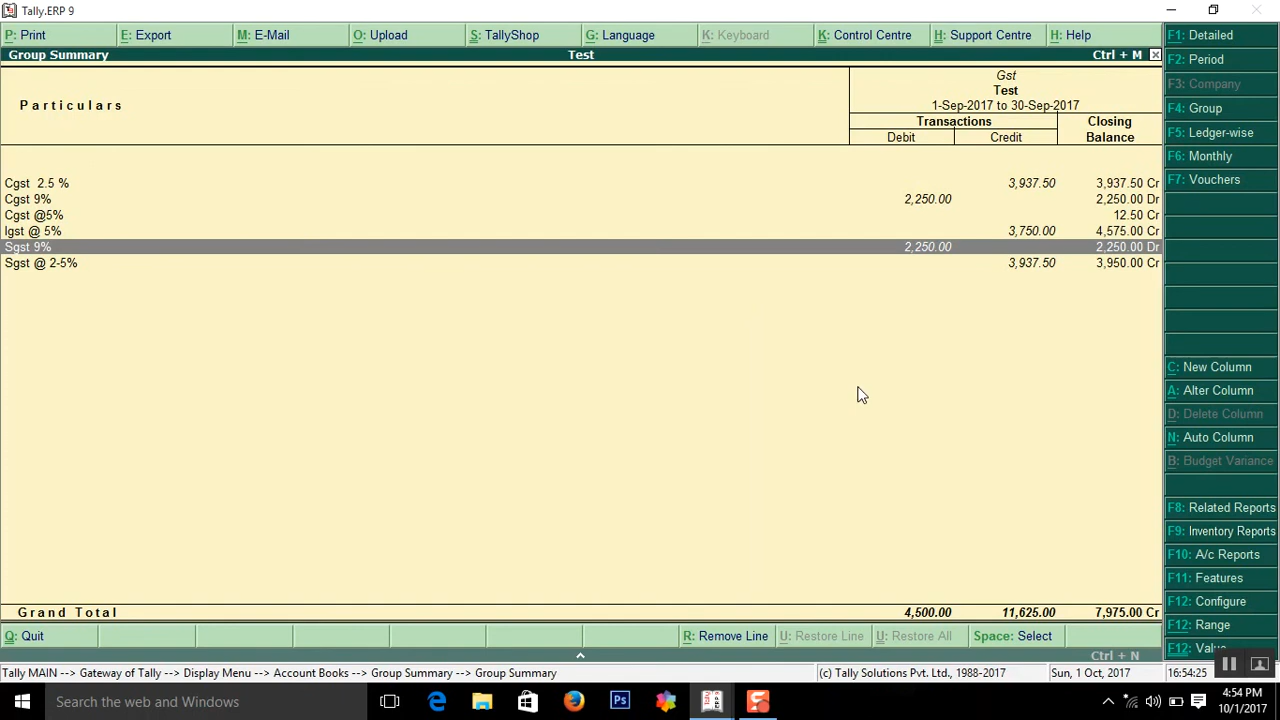 Tally.ERP 9
P: Print E: Export M: E-Mail O: Upload S: TallyShop G: Language K: Keyboard K: Control Centre H: Support Centre H: Help
Group Summary Test Ctrl + M
Particulars
Gst
Test
1-Sep-2017 to 30-Sep-2017
Transactions Closing
Debit Credit Balance
Cgst 2.5 % 3,937.50 3,937.50 Cr
Cgst 9% 2,250.00 2,250.00 Dr
Cgst @5% 12.50 Cr
Igst @ 5% 3,750.00 4,575.00 Cr
Sgst 9% 2,250.00 2,250.00 Dr
Sgst @ 2-5% 3,937.50 3,950.00 Cr
Grand Total 4,500.00 11,625.00 7,975.00 Cr
F1: Detailed
F2: Period
F3: Company
F4: Group
F5: Ledger-wise
F6: Monthly
F7: Vouchers
C: New Column
A: Alter Column
D: Delete Column
N: Auto Column
B: Budget Variance
F8: Related Reports
F9: Inventory Reports
F10: A/c Reports
F11: Features
F12: Configure
F12: Range
F12:
Q: Quit R: Remove Line U: Restore Line U: Restore All Space: Select
Ctrl + N
Tally MAIN --> Gateway of Tally --> Display Menu --> Account Books --> Group Summary --> Group Summary (c) Tally Solutions Pvt. Ltd., 1988-2017 Sun, 1 Oct, 2017 16:54:25
Search the web and Windows
4:54 PM
10/1/2017